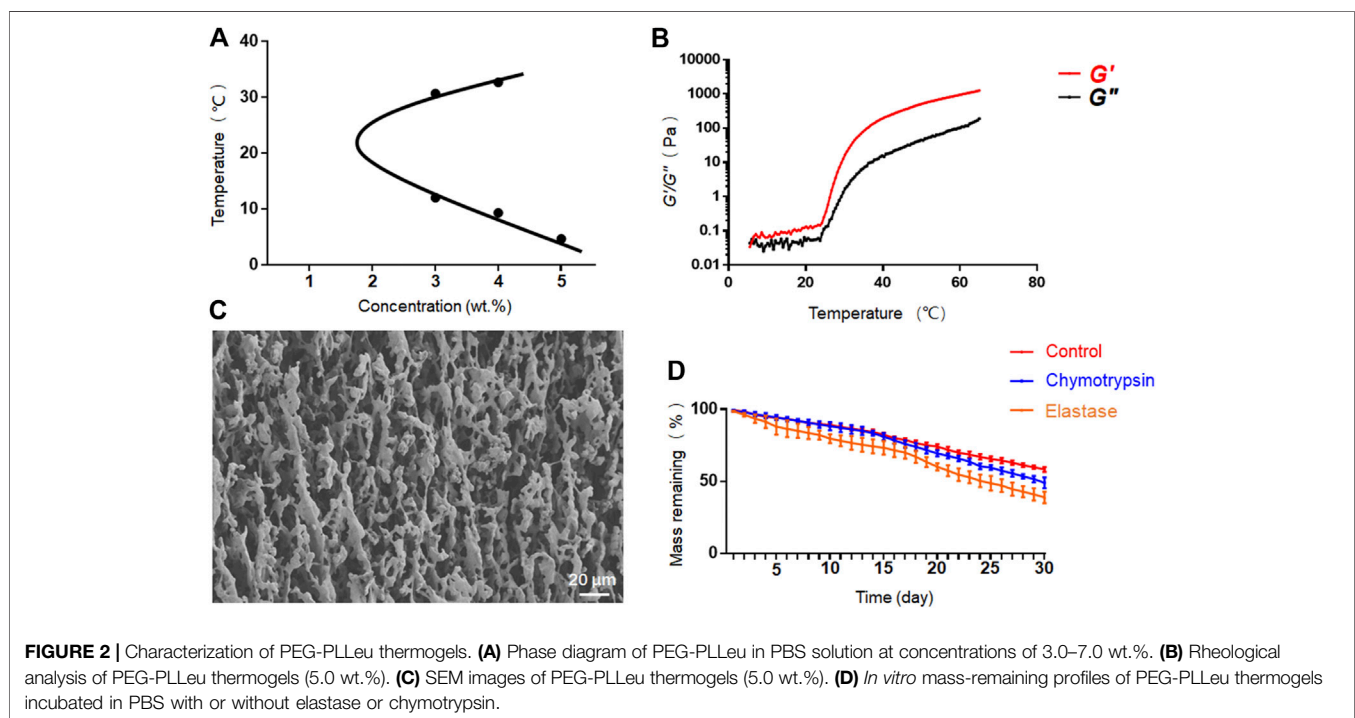 A
Temperature （℃）
40
30
20
10
0
1
2
3
4
5
Concentration (wt.%)
B
G'/G" （ Pa）
10000
1000
100
10
1
0.1
0.01
0
20
40
60
80
Temperature （℃）
G'
G"
C
20 μm
D
Control
Chymotrypsin
Elastase
Mass remaining （ %）
100
50
0
5
10
15
20
25
30
Time (day)
FIGURE 2 | Characterization of PEG-PLLeu thermogels. (A) Phase diagram of PEG-PLLeu in PBS solution at concentrations of 3.0–7.0 wt.%. (B) Rheological
analysis of PEG-PLLeu thermogels (5.0 wt.%). (C) SEM images of PEG-PLLeu thermogels (5.0 wt.%). (D) In vitro mass-remaining profiles of PEG-PLLeu thermogels
incubated in PBS with or without elastase or chymotrypsin.